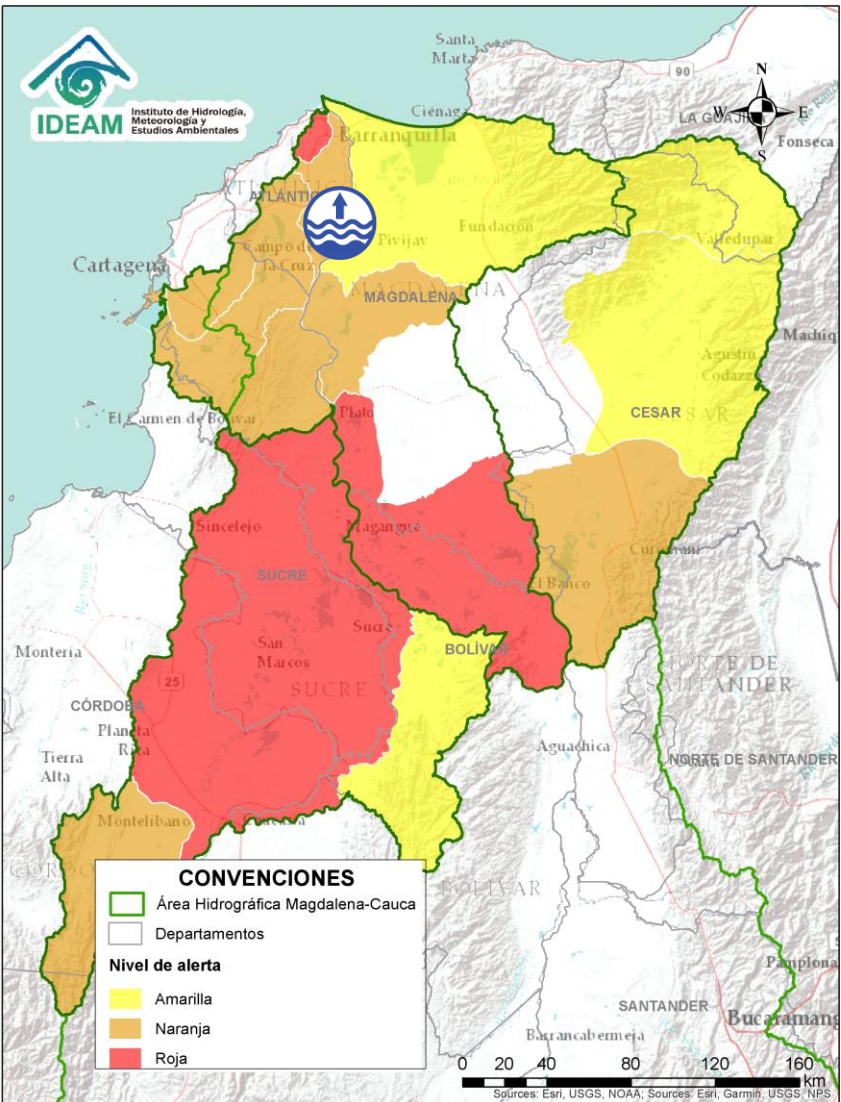 IDEAM
Instituto de Hidrología,
Meteorología y
Estudios Ambientales
Santa
Marta
90
N
W
E
S
Ciénaga
LA GUAJIRA
Fonseca
Barranquilla
ATLÁNTICO
Cartagena
Campo de
la Cruz
Pivijay
Fundación
Valledupar
MAGDALENA
MAGDALENA
Agustín
Codazzi
CESAR
El Carmen de Bolívar
Plato
Sincelejo
Magangué
SUCRE
El Banco
Curumaní
Sucre
San
Marcos
BOLÍVAR
Montería
SUCRE
25
NORTE DE
SANTANDER
CÓRDOBA
Planeta
Rica
Tierra
Alta
Aguachica
NORTE DE SANTANDER
Montelibano
CONVENCIONES
Área Hidrográfica Magdalena-Cauca
Departamentos
Nivel de alerta
Amarilla
Naranja
Roja
BOLÍVAR
Pamplona
SANTANDER
Bucaramang
Barrancabermeja
0 20 40 80 120 160
km
Sources: Esri, USGS, NOAA; Sources: Esri, Garmin, USGS, NPS